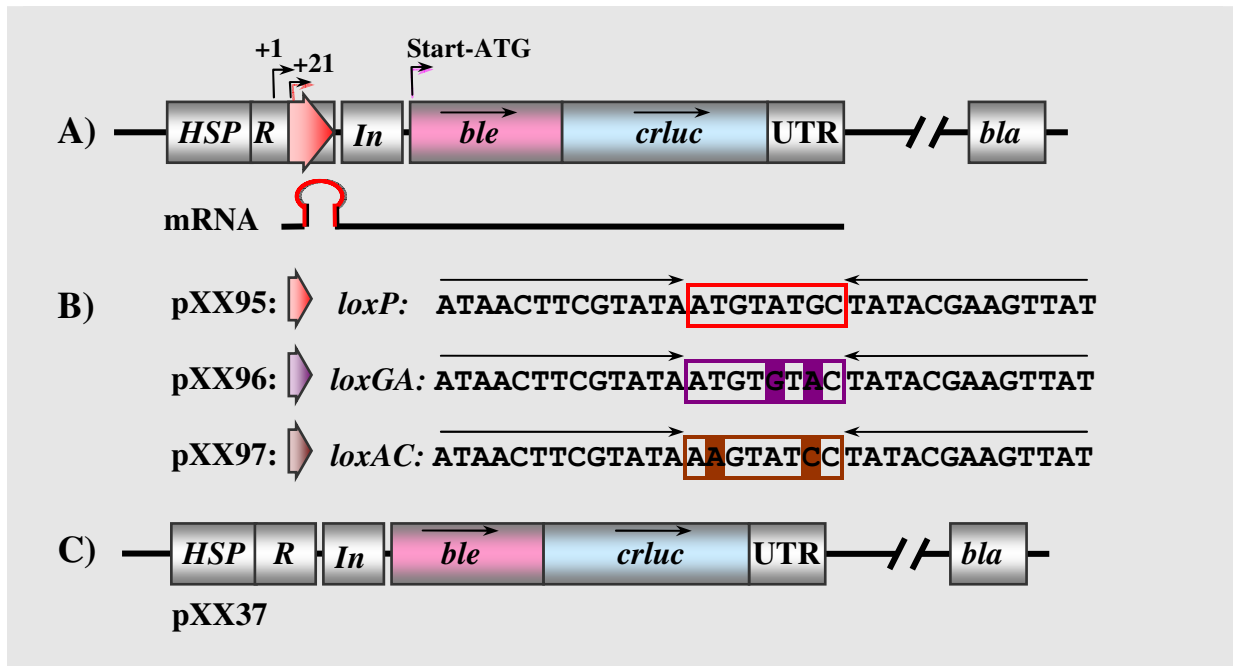 +1
+21
Start-ATG
A) HSP R In ble crluc UTR bla
mRNA
B) pXX95: loxP: ATAACTTCGTATAATGTATGCTATACGAAGTTAT
pXX96: loxGA: ATAACTTCGTATAATGTGTACTATACGAAGTTAT
pXX97: loxAC: ATAACTTCGTATAAAGTATCCTATACGAAGTTAT
C) HSP R In ble crluc UTR bla
pXX37